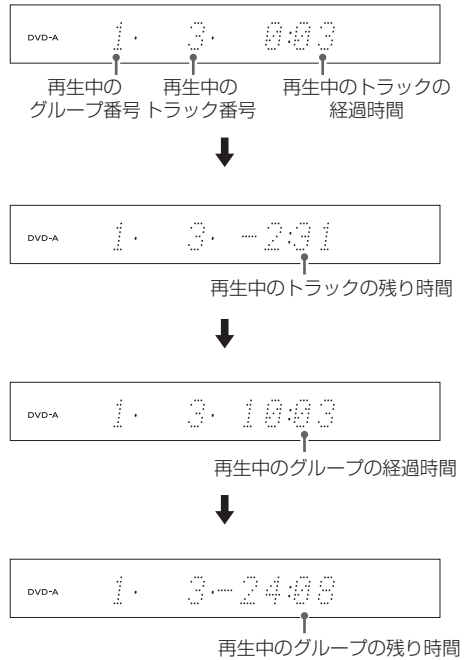 DVD-A 1・ 3・ 0:03
再生中の 再生中の 再生中のトラックの
グループ番号 トラック番号 経過時間
DVD-A 1・ 3・ -2:31
再生中のトラックの残り時間
DVD-A 1・ 3・ 10:03
再生中のグループの経過時間
DVD-A 1・ 3・-24:08
再生中のグループの残り時間